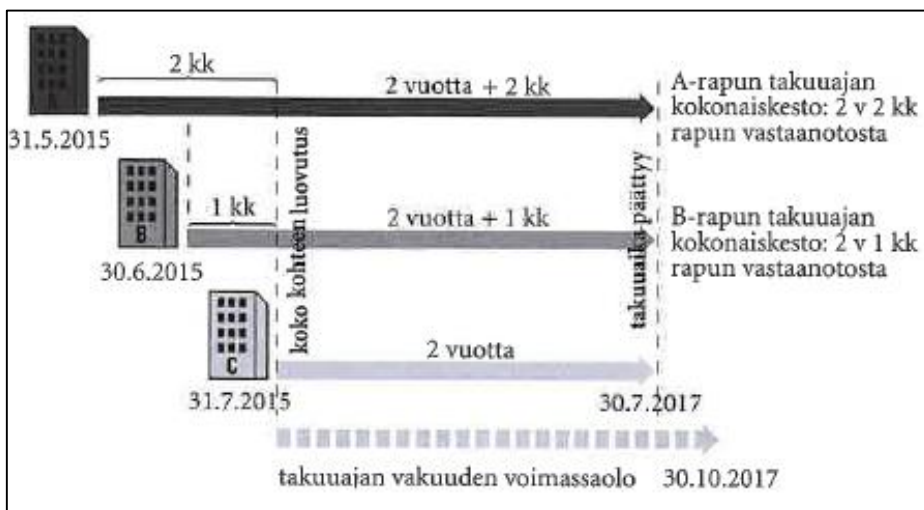 2 kk
2 vuotta + 2 kk
A-rapun takuuajan
kokonaiskesto: 2 v 2 kk
rapun vastaanotosta
A
31.5.2015
1 kk
2 vuotta + 1 kk
B-rapun takuuajan
kokonaiskesto: 2 v 1 kk
rapun vastaanotosta
B
30.6.2015
koko kohteen luovutus
takuuaika päättyy
2 vuotta
C
31.7.2015
30.7.2017
takuuajan vakuuden voimassaolo
30.10.2017